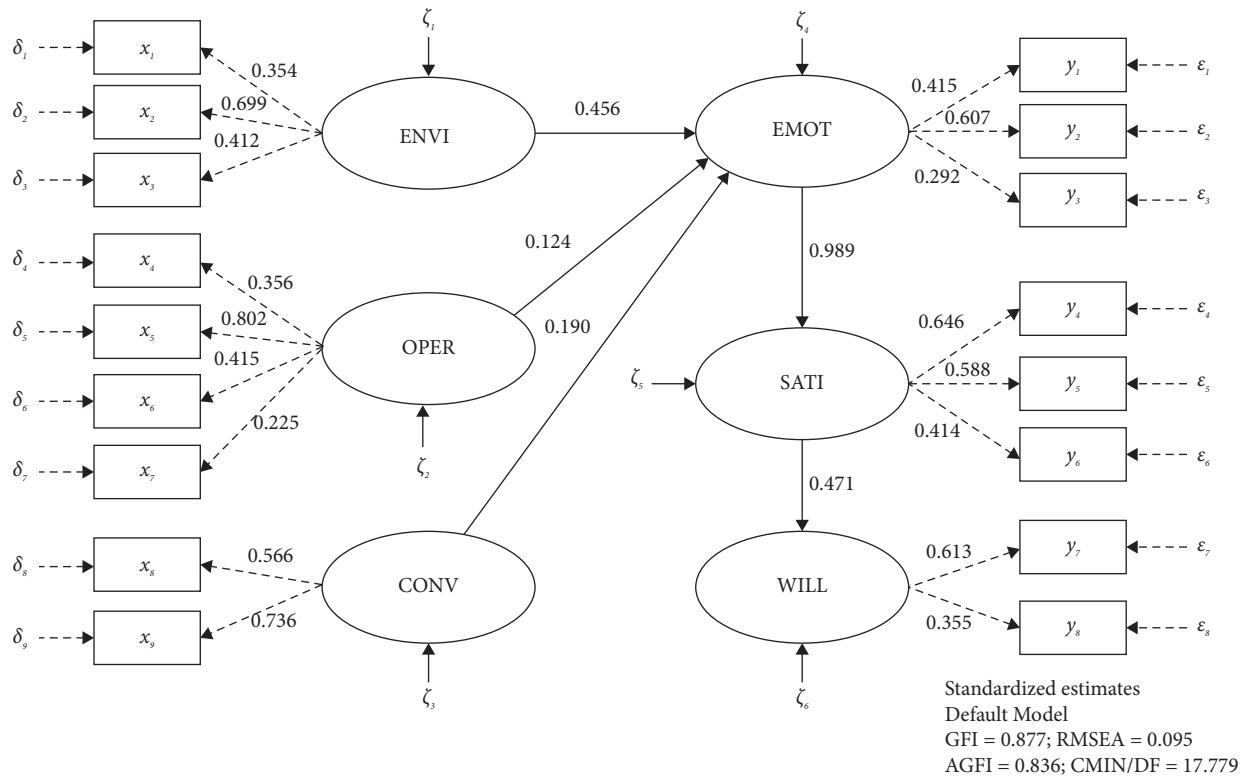 ζ₁
ζ₄
δ₁
x₁
0.354
δ₂
x₂
0.699
δ₃
x₃
0.412
ENVI
0.456
EMOT
0.415
y₁
ε₁
0.607
y₂
ε₂
0.292
y₃
ε₃
δ₄
x₄
0.356
δ₅
x₅
0.802
δ₆
x₆
0.415
δ₇
x₇
0.225
OPER
ζ₂
0.124
0.190
0.989
ζ₅
SATI
0.646
y₄
ε₄
0.588
y₅
ε₅
0.414
y₆
ε₆
0.471
δ₈
x₈
0.566
δ₉
x₉
0.736
CONV
ζ₃
WILL
ζ₆
0.613
y₇
ε₇
0.355
y₈
ε₈
Standardized estimates
Default Model
GFI = 0.877; RMSEA = 0.095
AGFI = 0.836; CMIN/DF = 17.779